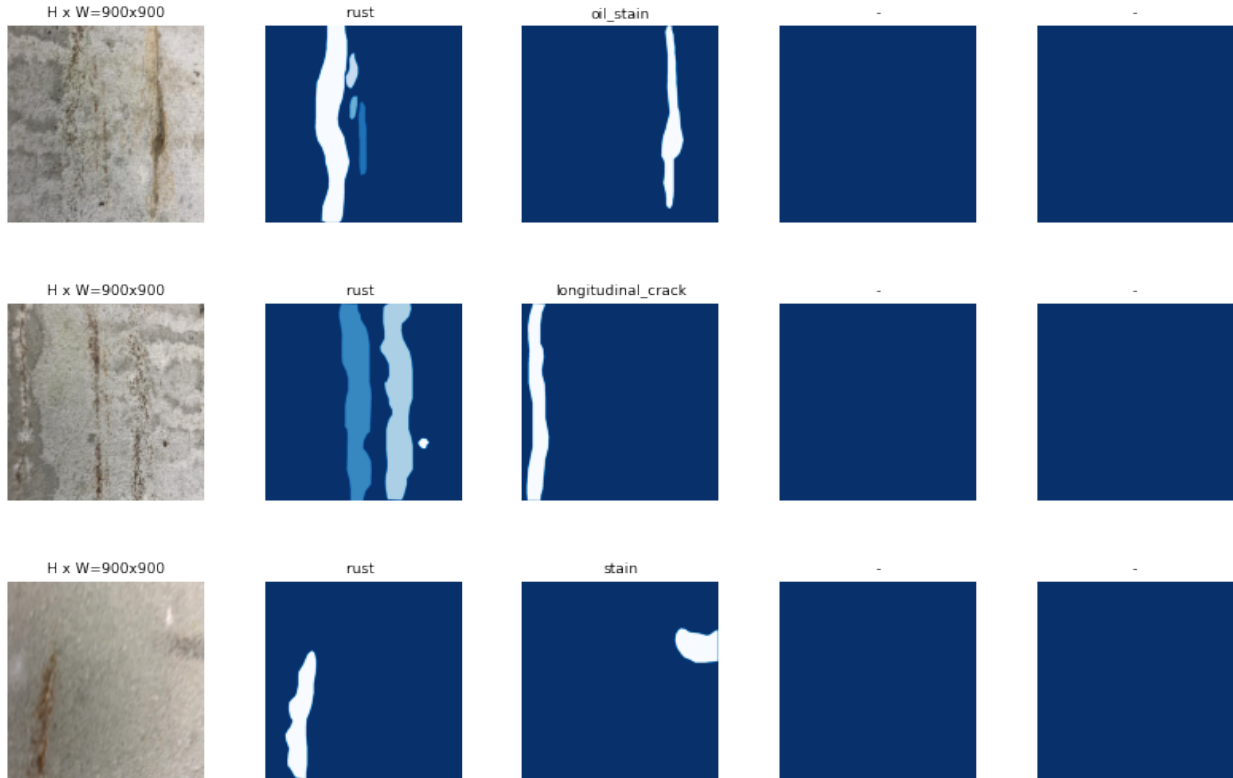 H x W=900x900 rust oil_stain - -
H x W=900x900 rust longitudinal_crack - -
H x W=900x900 rust stain - -